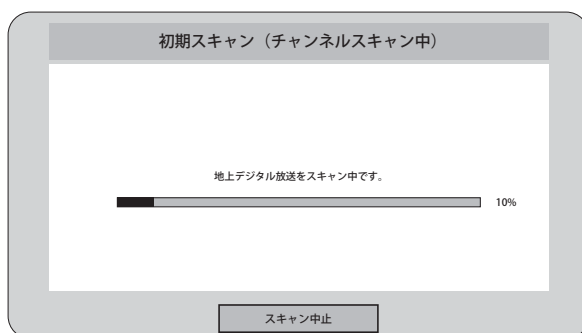 初期スキャン（チャンネルスキャン中）
地上デジタル放送をスキャン中です。
10%
スキャン中止